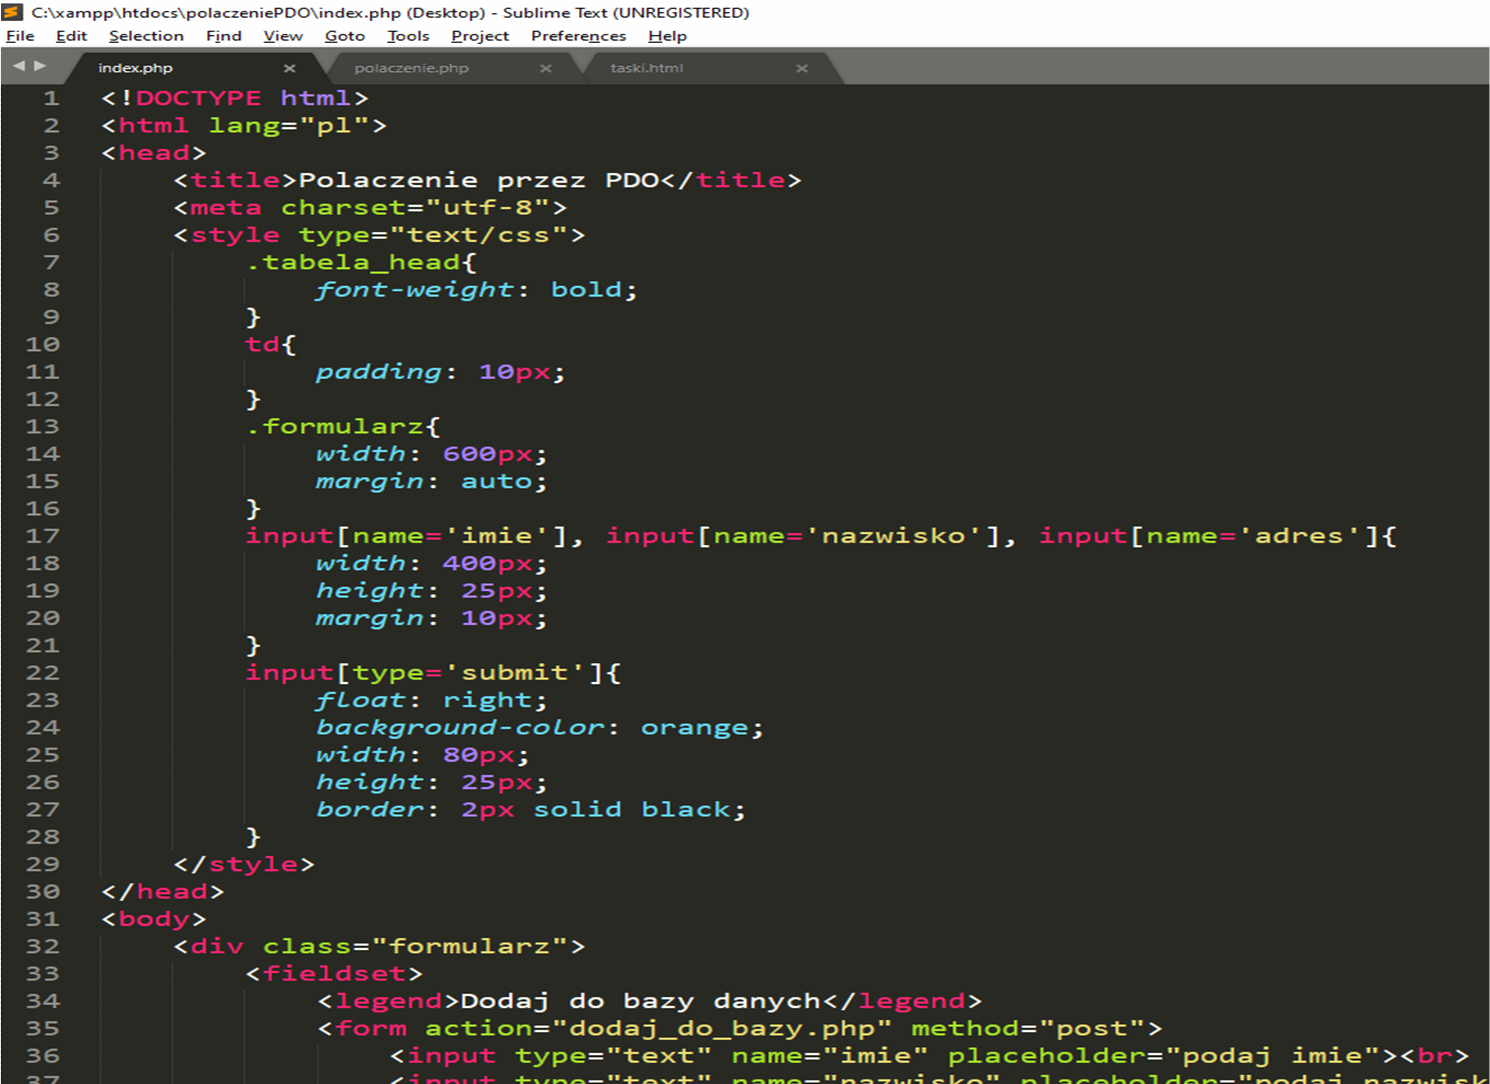 C:\xampp\htdocs\polaczeniePDO\index.php (Desktop) - Sublime Text (UNREGISTERED)
File Edit Selection Find View Goto Tools Project Preferences Help
index.php × polaczenie.php × taski.html ×
1 <!DOCTYPE html>
2 <html lang="pl">
3 <head>
4     <title>Polaczenie przez PDO</title>
5     <meta charset="utf-8">
6     <style type="text/css">
7         .tabela_head{
8             font-weight: bold;
9         }
10         td{
11             padding: 10px;
12         }
13         .formularz{
14             width: 600px;
15             margin: auto;
16         }
17         input[name='imie'], input[name='nazwisko'], input[name='adres']{
18             width: 400px;
19             height: 25px;
20             margin: 10px;
21         }
22         input[type='submit']{
23             float: right;
24             background-color: orange;
25             width: 80px;
26             height: 25px;
27             border: 2px solid black;
28         }
29     </style>
30 </head>
31 <body>
32     <div class="formularz">
33         <fieldset>
34             <legend>Dodaj do bazy danych</legend>
35             <form action="dodaj_do_bazy.php" method="post">
36                 <input type="text" name="imie" placeholder="podaj imie"><br>
37                 <input type="text" name="nazwisko" placeholder="podaj nazwisk